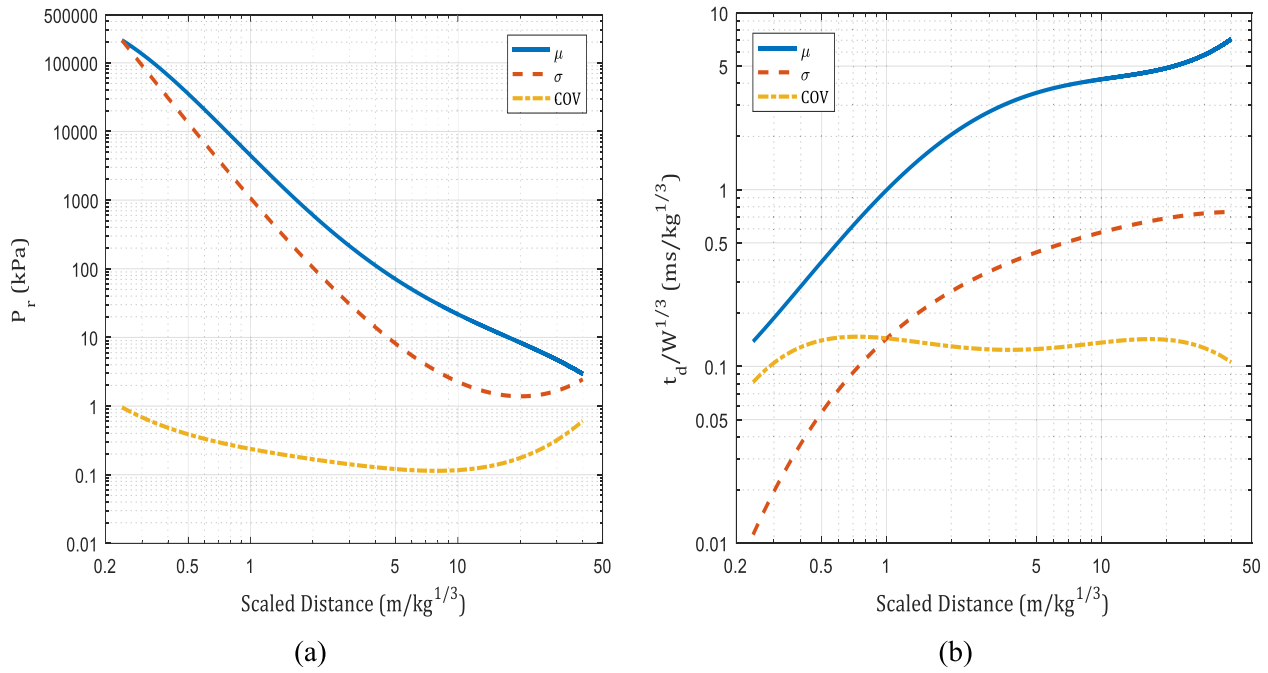 500000
100000
10000
1000
100
10
1
0.1
0.01
P_r (kPa)
μ
σ
COV
0.2 0.5 1 5 10 50
Scaled Distance (m/kg^{1/3})
(a)
10
5
1
0.5
0.1
0.05
0.01
t_d/W^{1/3} (ms/kg^{1/3})
μ
σ
COV
0.2 0.5 1 5 10 50
Scaled Distance (m/kg^{1/3})
(b)